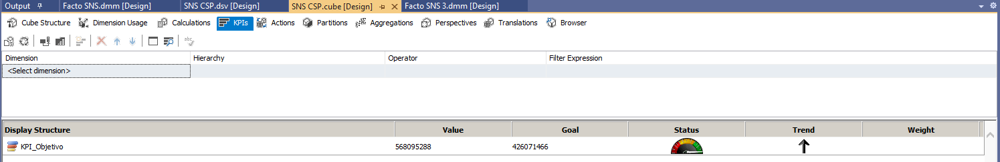 Output Facto SNS.dmm [Design] SNS CSP.dsv [Design] SNS CSP.cube [Design] Facto SNS 3.dmm [Design]
Cube Structure Dimension Usage Calculations KPIs Actions Partitions Aggregations Perspectives Translations Browser
abc
Dimension Hierarchy Operator Filter Expression
<Select dimension>
Display Structure Value Goal Status Trend Weight
KPI_Objetivo 568095288 426071466